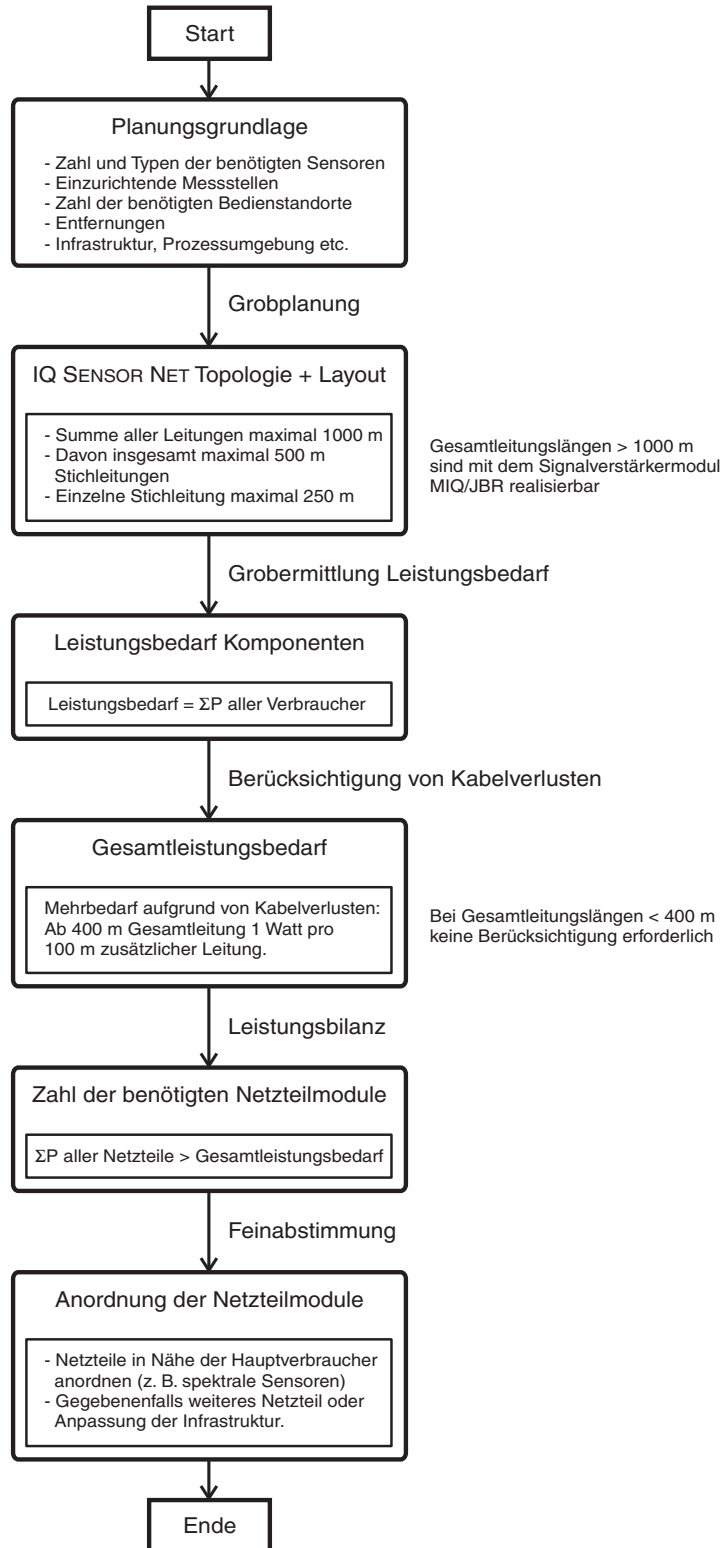 Start
Planungsgrundlage
- Zahl und Typen der benötigten Sensoren
- Einzurichtende Messstellen
- Zahl der benötigten Bedienstandorte
- Entfernungen
- Infrastruktur, Prozessumgebung etc.
Grobplanung
IQ SENSOR NET Topologie + Layout
- Summe aller Leitungen maximal 1000 m
- Davon insgesamt maximal 500 m
Stichleitungen
- Einzelne Stichleitung maximal 250 m
Gesamtleitungslängen > 1000 m
sind mit dem Signalverstärkermodul
MIQ/JBR realisierbar
Grobermittlung Leistungsbedarf
Leistungsbedarf Komponenten
Leistungsbedarf = ΣP aller Verbraucher
Berücksichtigung von Kabelverlusten
Gesamtleistungsbedarf
Mehrbedarf aufgrund von Kabelverlusten:
Ab 400 m Gesamtleitung 1 Watt pro
100 m zusätzlicher Leitung.
Bei Gesamtleitungslängen < 400 m
keine Berücksichtigung erforderlich
Leistungsbilanz
Zahl der benötigten Netzteilmodule
ΣP aller Netzteile > Gesamtleistungsbedarf
Feinabstimmung
Anordnung der Netzteilmodule
- Netzteile in Nähe der Hauptverbraucher
anordnen (z. B. spektrale Sensoren)
- Gegebenenfalls weiteres Netzteil oder
Anpassung der Infrastruktur.
Ende